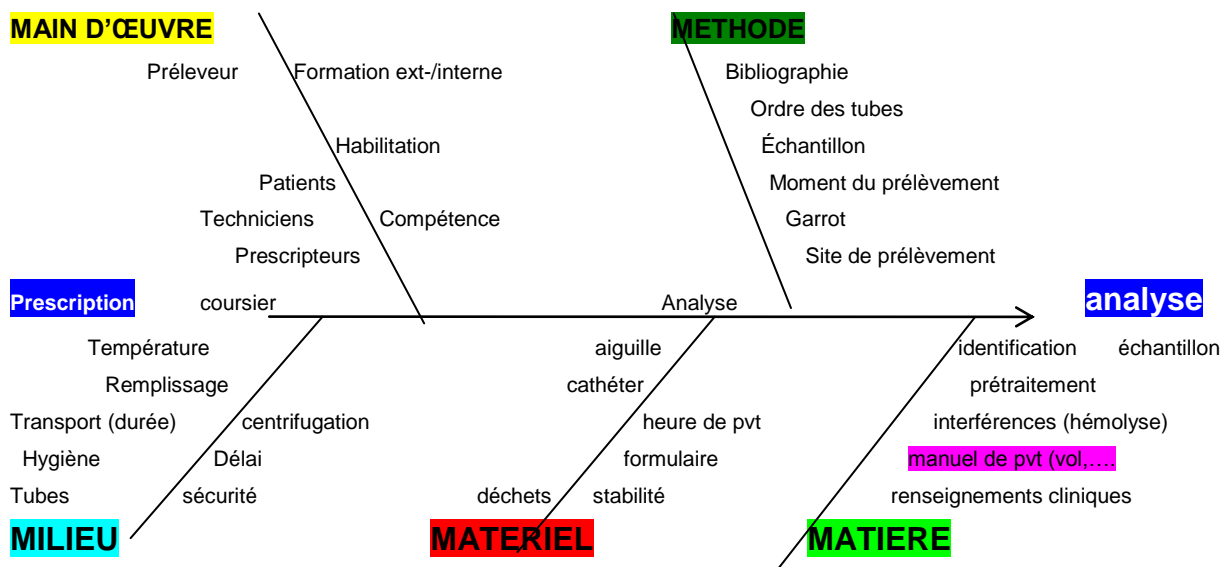 MAIN D'ŒUVRE METHODE
Préleveur Formation ext-/interne Bibliographie
Ordre des tubes
Habilitation Échantillon
Patients Moment du prélèvement
Techniciens Compétence Garrot
Prescripteurs Site de prélèvement
Prescription coursier Analyse analyse
Température aiguille identification échantillon
Remplissage cathéter prétraitement
Transport (durée) centrifugation heure de pvt interférences (hémolyse)
Hygiène Délai formulaire manuel de pvt (vol,….
Tubes sécurité déchets stabilité renseignements cliniques
MILIEU MATERIEL MATIERE